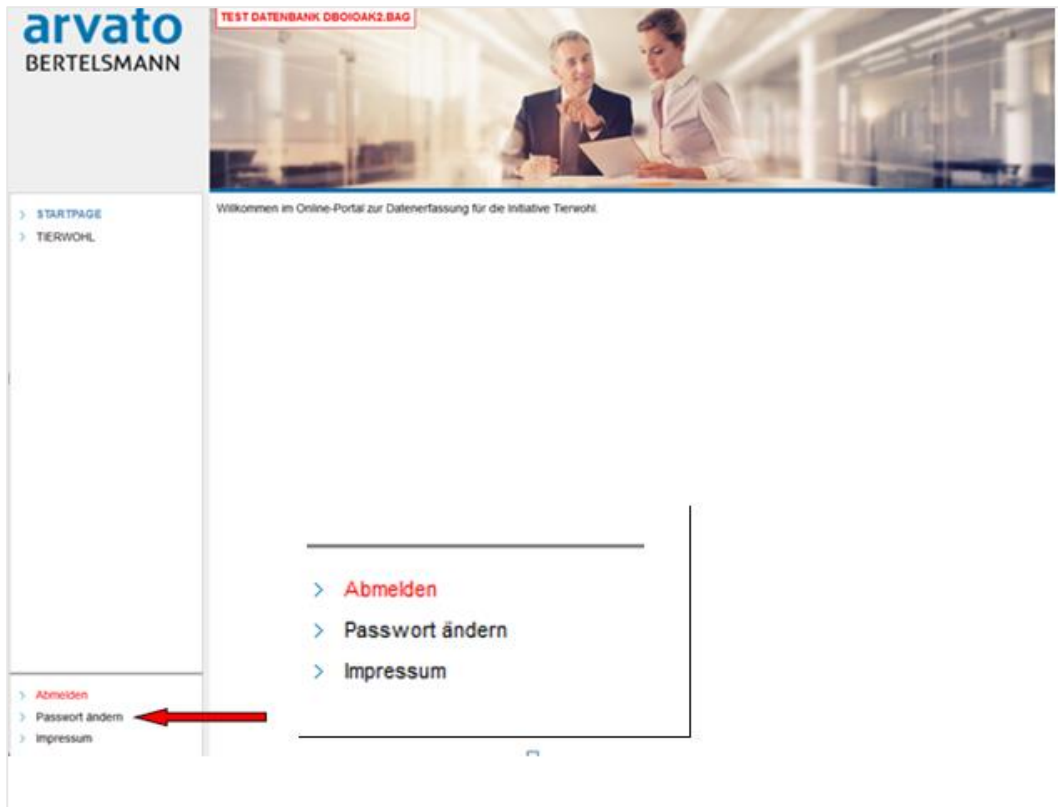 arvato
BERTELSMANN
TEST DATENBANK DBOIOAK2.BAG
STARTPAGE
TIERWOHL
Willkommen im Online-Portal zur Datenerfassung für die Initiative Tierwohl.
Abmelden
Passwort ändern
Impressum
Abmelden
Passwort ändern
Impressum